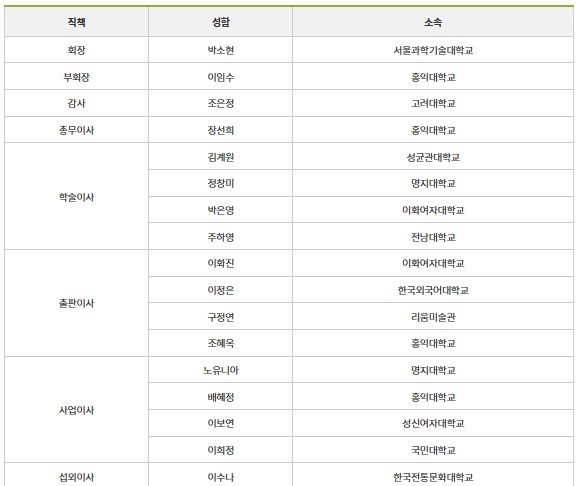 직책 성함 소속
회장 박소현 서울과학기술대학교
부회장 이임수 홍익대학교
감사 조은정 고려대학교
총무이사 장선희 홍익대학교
학술이사 김계원 성균관대학교
정창미 명지대학교
박은영 이화여자대학교
주하영 전남대학교
출판이사 이화진 이화여자대학교
이정은 한국외국어대학교
구정연 리움미술관
조혜옥 홍익대학교
사업이사 노유니아 명지대학교
배혜정 홍익대학교
이보연 성신여자대학교
이희정 국민대학교
섭외이사 이수나 한국전통문화대학교